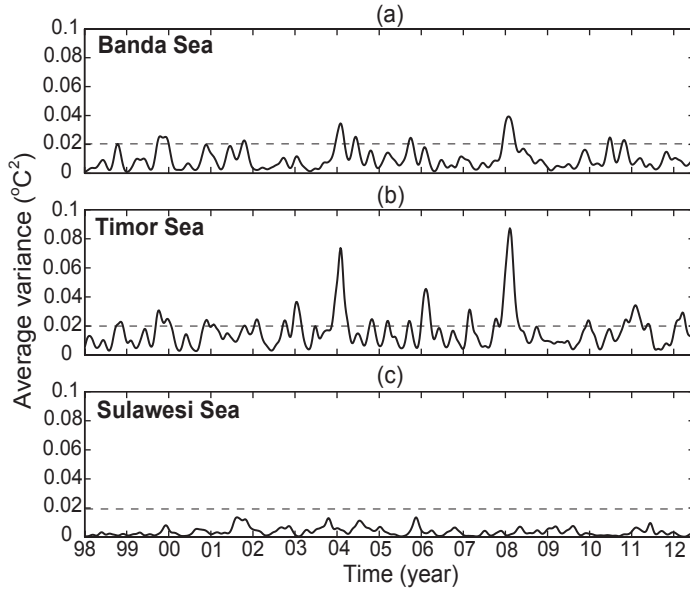 (a)
0.1
Banda Sea
0.08
0.06
0.04
0.02
0
(b)
0.1
Timor Sea
0.08
0.06
0.04
0.02
0
(c)
0.1
Sulawesi Sea
0.08
0.06
0.04
0.02
0
Average variance (°C²)
98 99 00 01 02 03 04 05 06 07 08 09 10 11 12
Time (year)